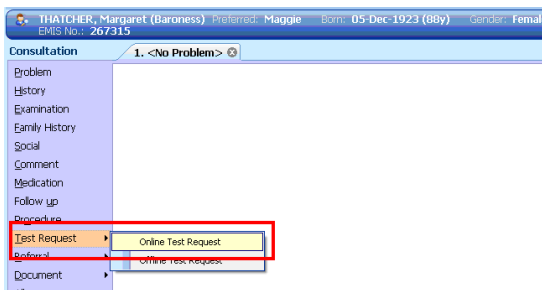 THATCHER, Margaret (Baroness) Preferred: Maggie Born: 05-Dec-1923 (88y) Gender: Femal
EMIS No.: 267315
Consultation 1. <No Problem>
Problem
History
Examination
Family History
Social
Comment
Medication
Follow up
Procedure
Test Request Online Test Request
Referral Offline Test Request
Document